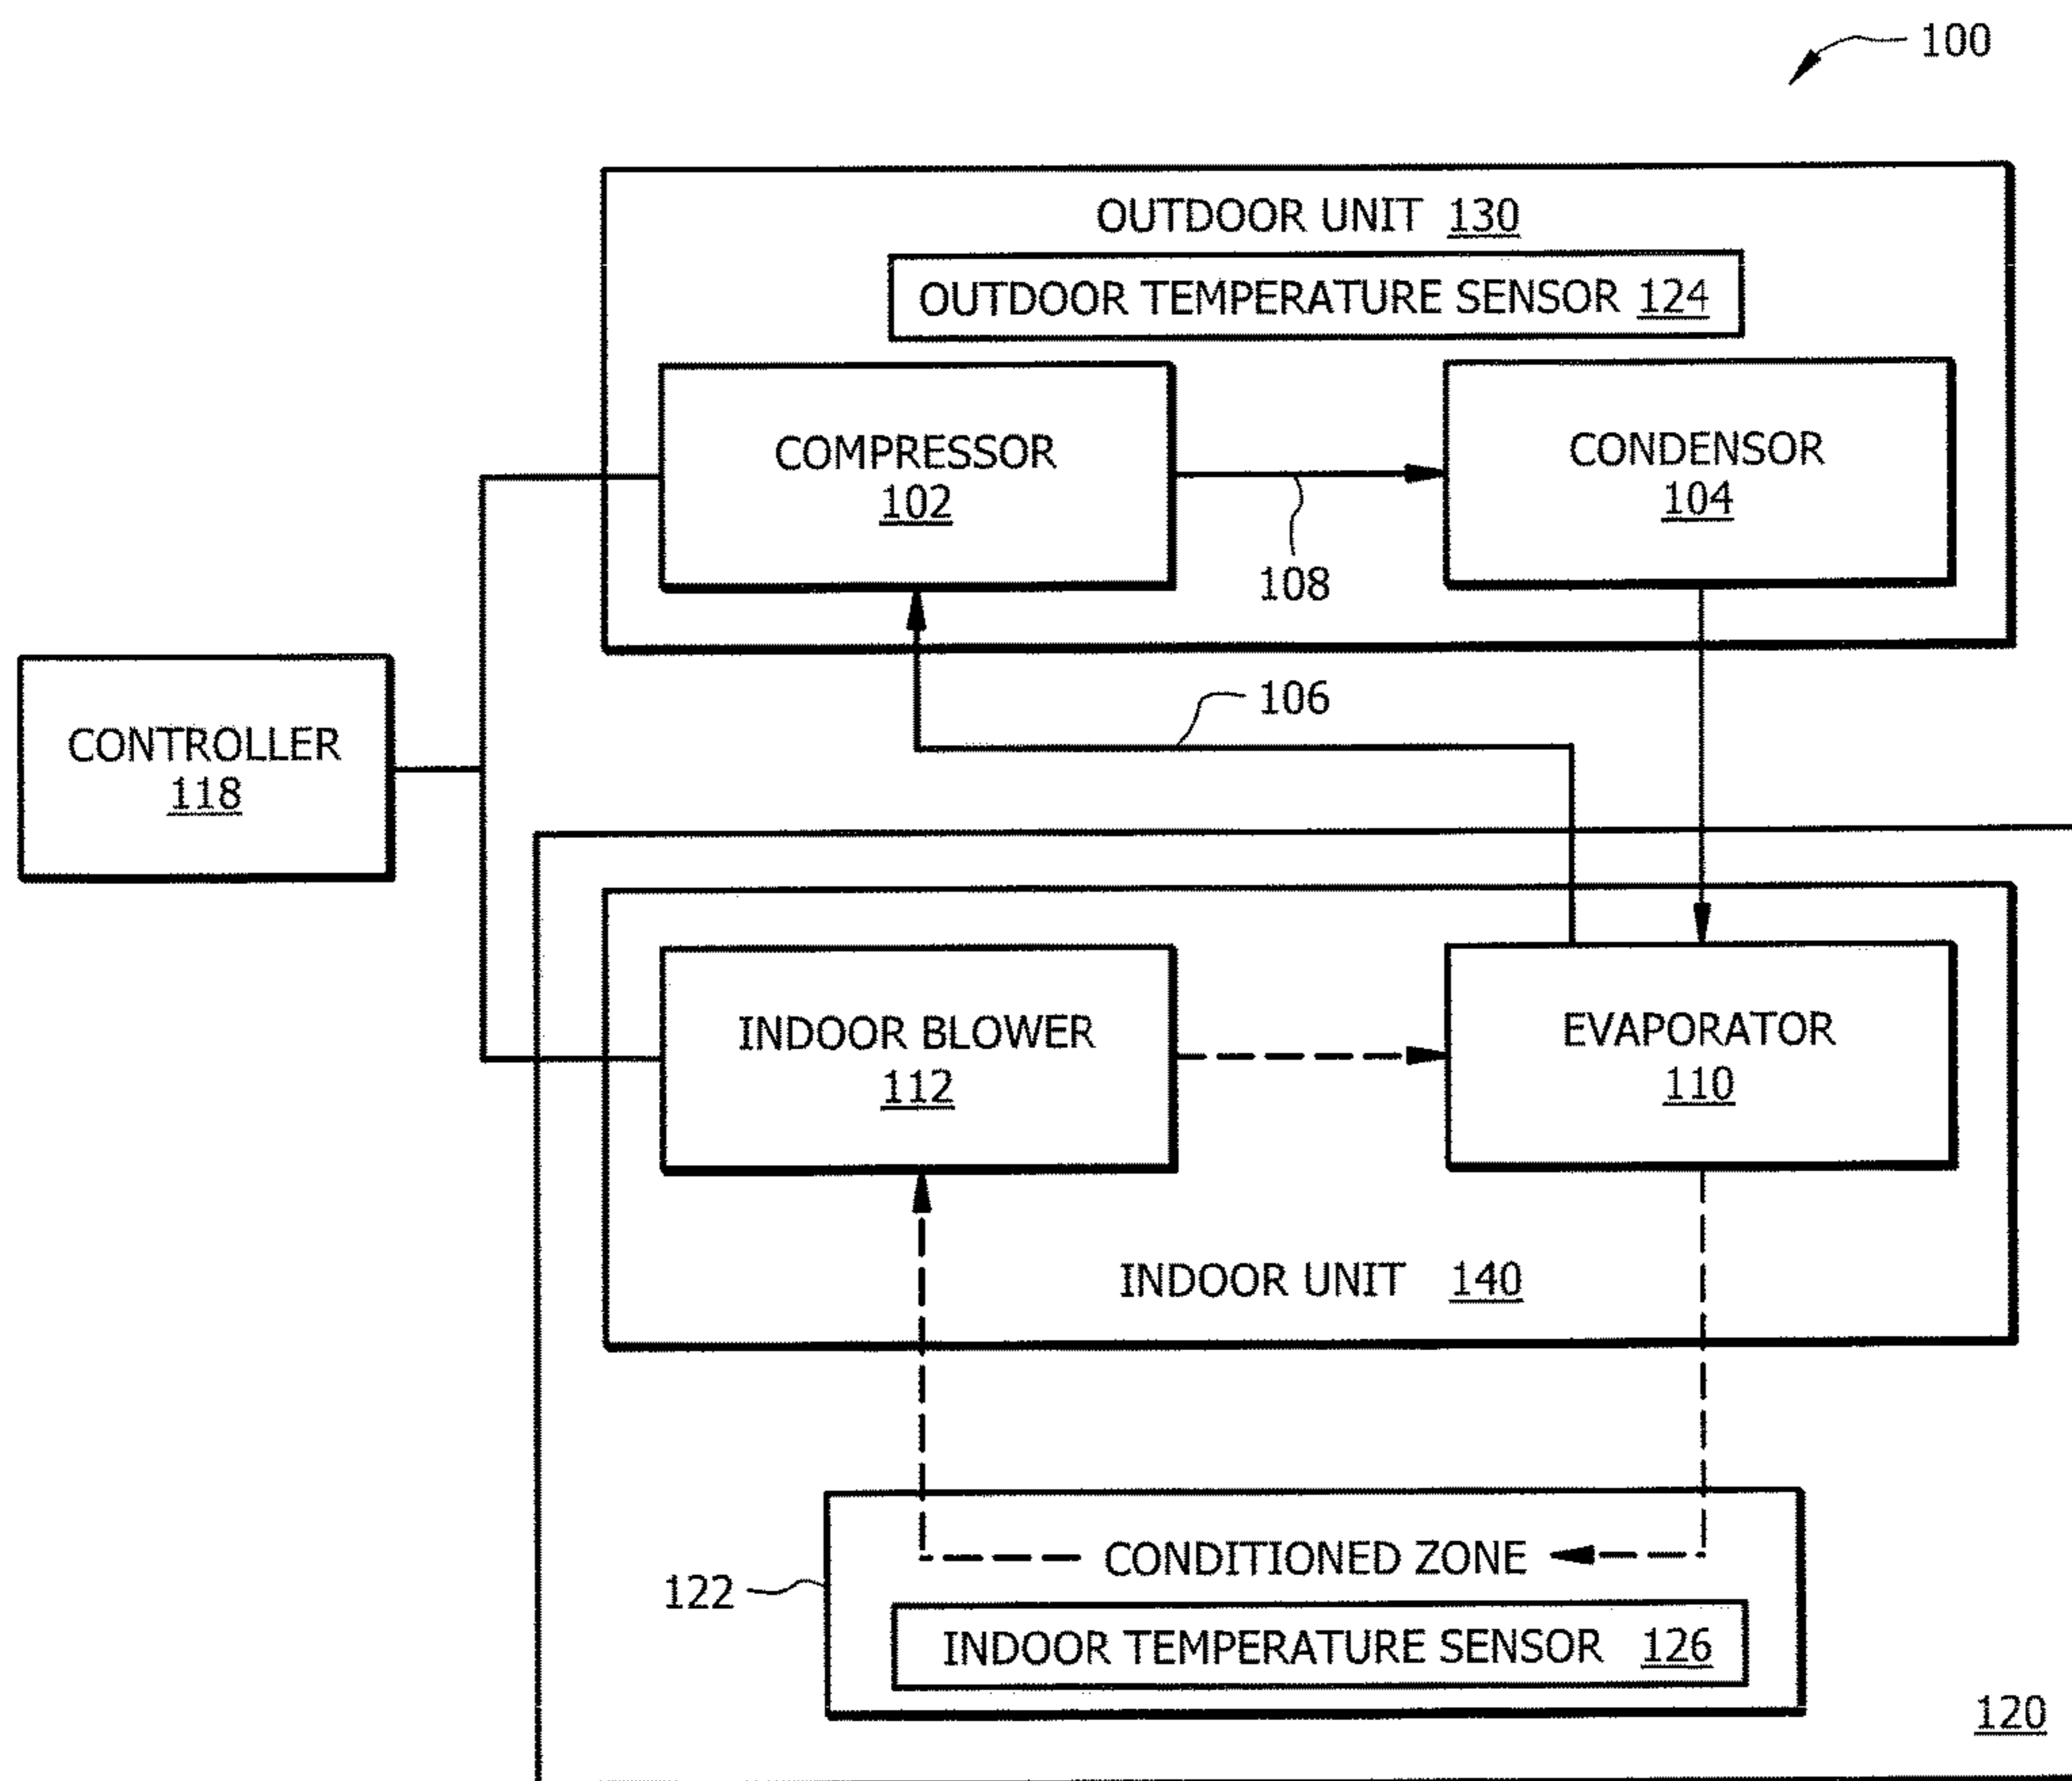 100
OUTDOOR UNIT 130
OUTDOOR TEMPERATURE SENSOR 124
COMPRESSOR
102
CONDENSOR
104
108
106
CONTROLLER
118
INDOOR BLOWER
112
EVAPORATOR
110
INDOOR UNIT 140
CONDITIONED ZONE
122
INDOOR TEMPERATURE SENSOR 126
120